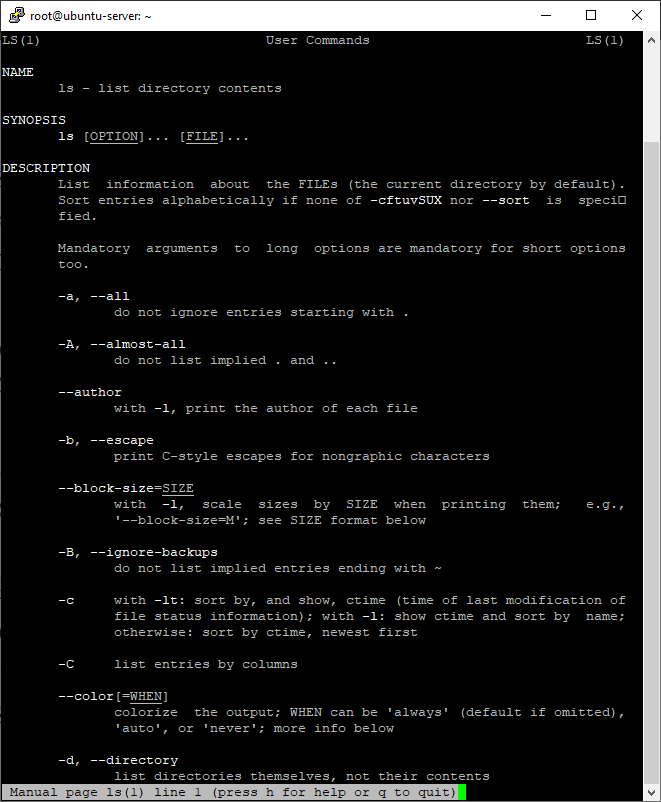 root@ubuntu-server: ~
LS(1) User Commands LS(1)
NAME
ls - list directory contents
SYNOPSIS
ls [OPTION]... [FILE]...
DESCRIPTION
List information about the FILEs (the current directory by default).
Sort entries alphabetically if none of -cftuvSUX nor --sort is speci□
fied.
Mandatory arguments to long options are mandatory for short options
too.
-a, --all
do not ignore entries starting with .
-A, --almost-all
do not list implied . and ..
--author
with -l, print the author of each file
-b, --escape
print C-style escapes for nongraphic characters
--block-size=SIZE
with -l, scale sizes by SIZE when printing them; e.g.,
'--block-size=M'; see SIZE format below
-B, --ignore-backups
do not list implied entries ending with ~
-c with -lt: sort by, and show, ctime (time of last modification of
file status information); with -l: show ctime and sort by name;
otherwise: sort by ctime, newest first
-C list entries by columns
--color[=WHEN]
colorize the output; WHEN can be 'always' (default if omitted),
'auto', or 'never'; more info below
-d, --directory
list directories themselves, not their contents
Manual page ls(1) line 1 (press h for help or q to quit)